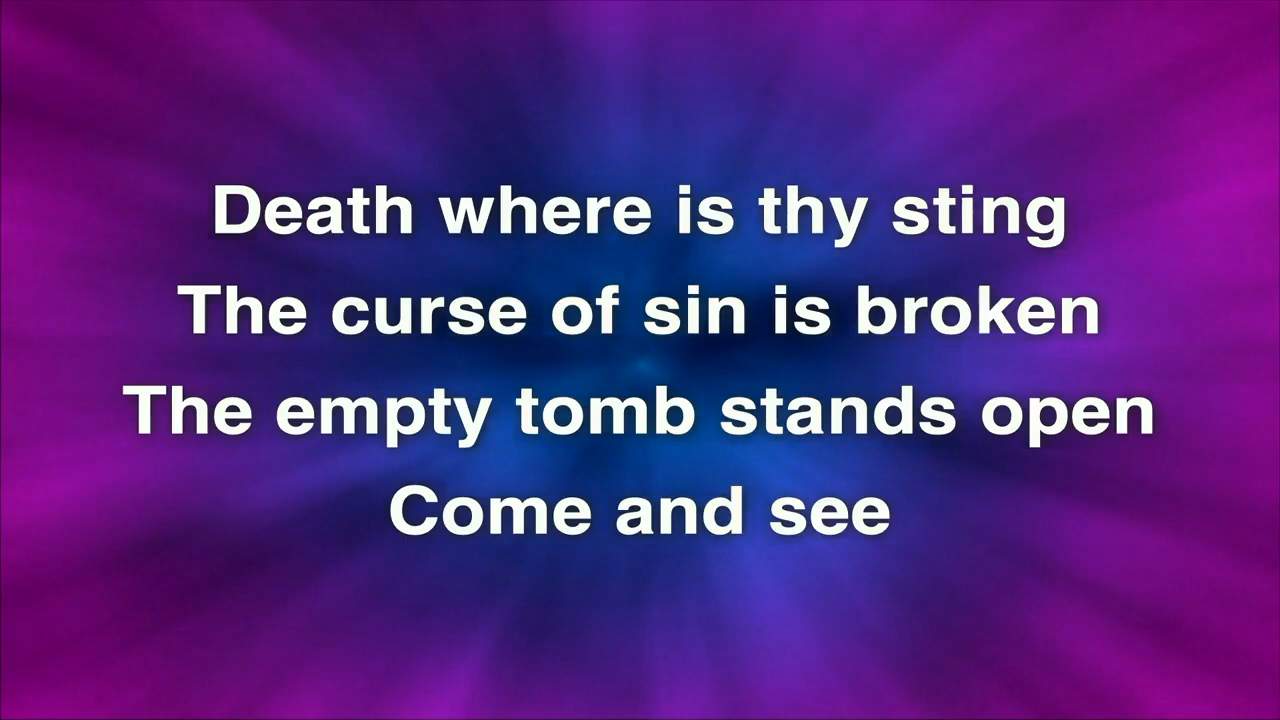 Death where is thy sting
The curse of sin is broken
The empty tomb stands open
Come and see